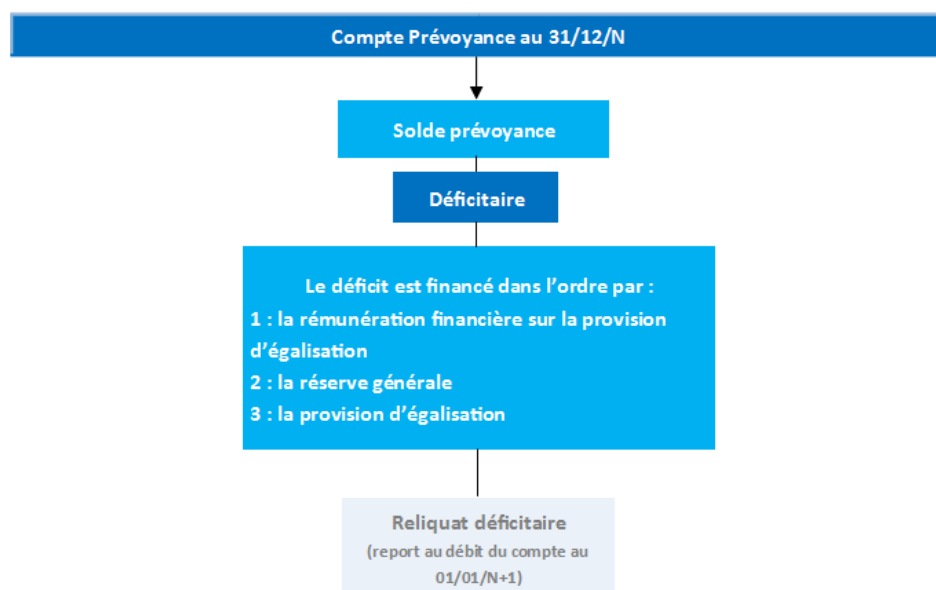 Compte Prévoyance au 31/12/N
Solde prévoyance
Déficitaire
Le déficit est financé dans l'ordre par :
1 : la rémunération financière sur la provision
d'égalisation
2 : la réserve générale
3 : la provision d'égalisation
Reliquat déficitaire
(report au débit du compte au
01/01/N+1)